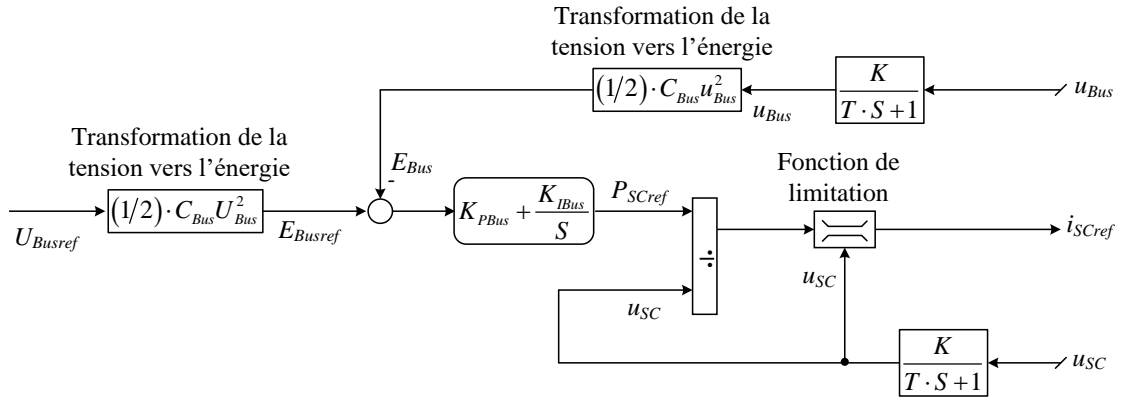 Transformation de la
tension vers l’énergie
(1/2)·C_Bus u_Bus^2
u_Bus
K
T·S+1
u_Bus
Transformation de la
tension vers l’énergie
(1/2)·C_Bus U_Bus^2
U_Busref
E_Busref
E_Bus
-
K_PBus + K_IBus
S
P_SCref
÷
u_SC
Fonction de
limitation
u_SC
i_SCref
K
T·S+1
u_SC